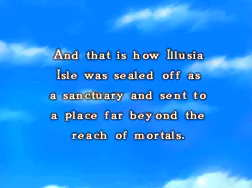 And that is how Illusia
Isle was sealed off as
a sanctuary and sent to
a place far beyond the
reach of mortals.